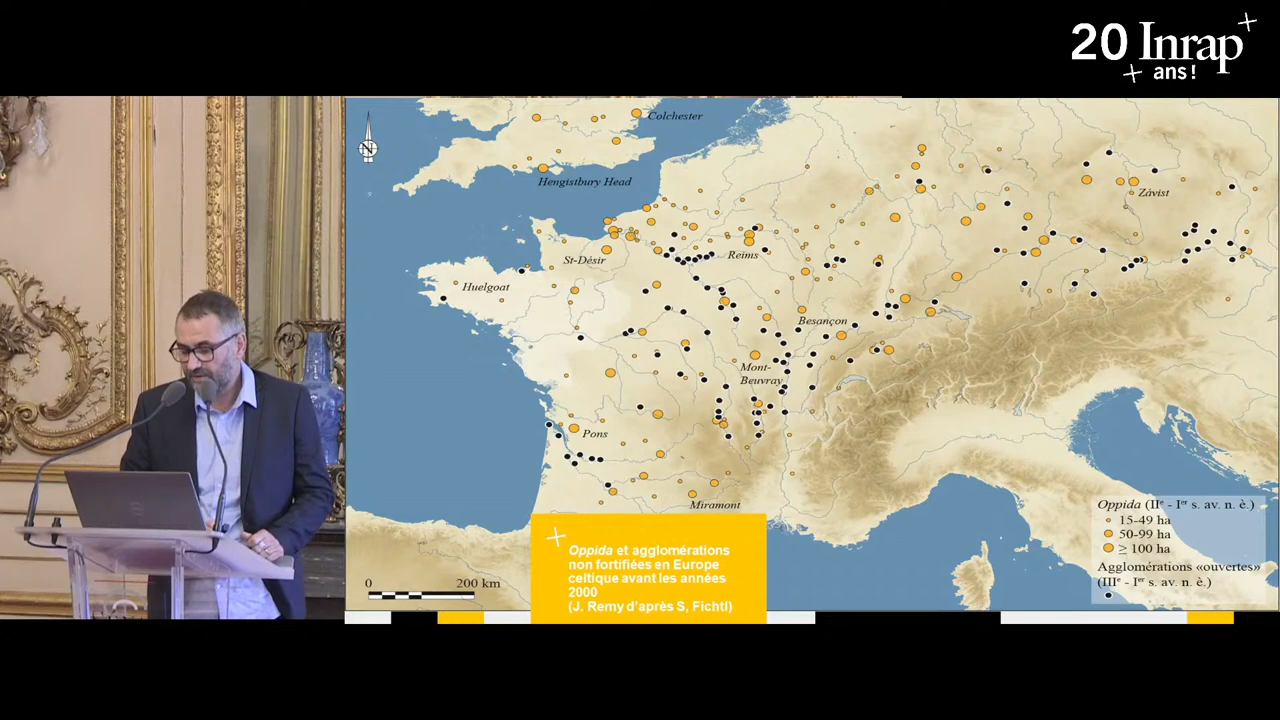 20 Inrap
ans !
Colchester
Hengistbury Head
Závist
St-Désir
Reims
Huelgoat
Besançon
Mont-
Beuvray
Pons
Miramont
Oppida (IIe - Ier s. av. n. è.)
15-49 ha
50-99 ha
≥ 100 ha
Agglomérations «ouvertes»
(IIIe - Ier s. av. n. è.)
0 200 km
N
Oppida et agglomérations
non fortifiées en Europe
celtique avant les années
2000
(J. Remy d'après S, Fichtl)